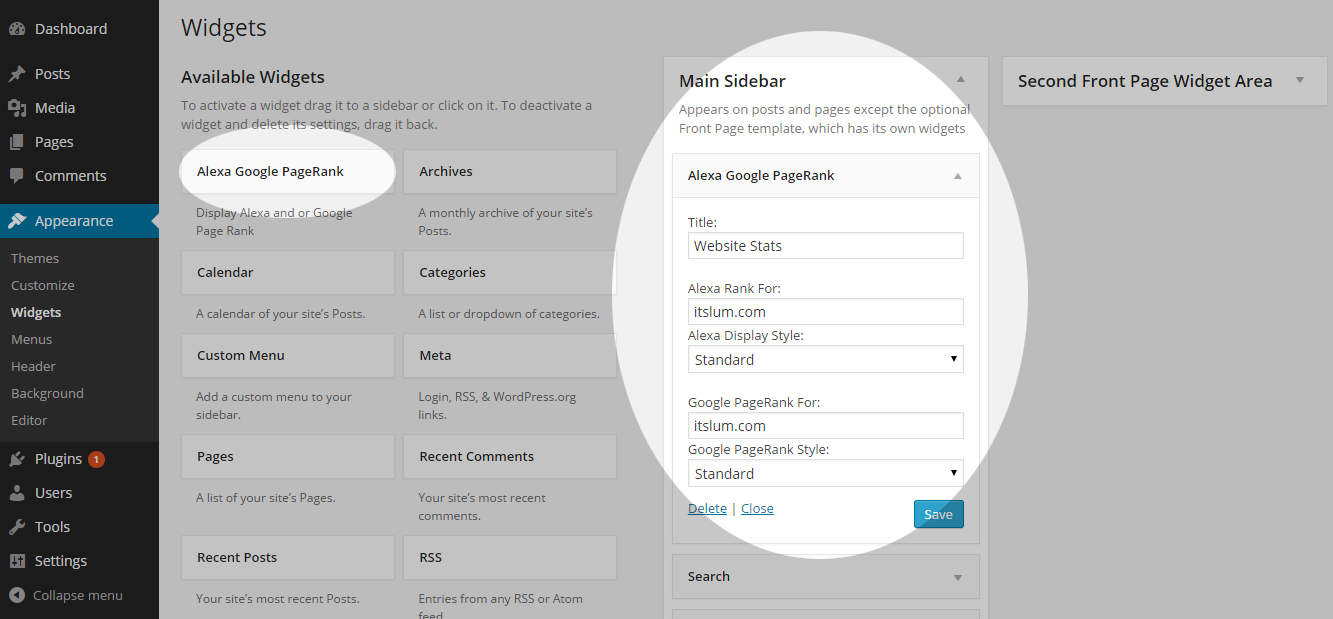 Dashboard
Posts
Media
Pages
Comments
Appearance
Themes
Customize
Widgets
Menus
Header
Background
Editor
Plugins 1
Users
Tools
Settings
Collapse menu
Widgets
Available Widgets
To activate a widget drag it to a sidebar or click on it. To deactivate a
widget and delete its settings, drag it back.
Alexa Google PageRank
Display Alexa and or Google
Page Rank
Archives
A monthly archive of your site's
Posts.
Calendar
A calendar of your site's Posts.
Categories
A list or dropdown of categories.
Custom Menu
Add a custom menu to your
sidebar.
Meta
Login, RSS, & WordPress.org
links.
Pages
A list of your site's Pages.
Recent Comments
Your site's most recent
comments.
Recent Posts
Your site's most recent Posts.
RSS
Entries from any RSS or Atom
feed.
Main Sidebar
Appears on posts and pages except the optional
Front Page template, which has its own widgets
Alexa Google PageRank
Title:
Website Stats
Alexa Rank For:
itslum.com
Alexa Display Style:
Standard
Google PageRank For:
itslum.com
Google PageRank Style:
Standard
Delete | Close
Save
Search
Second Front Page Widget Area